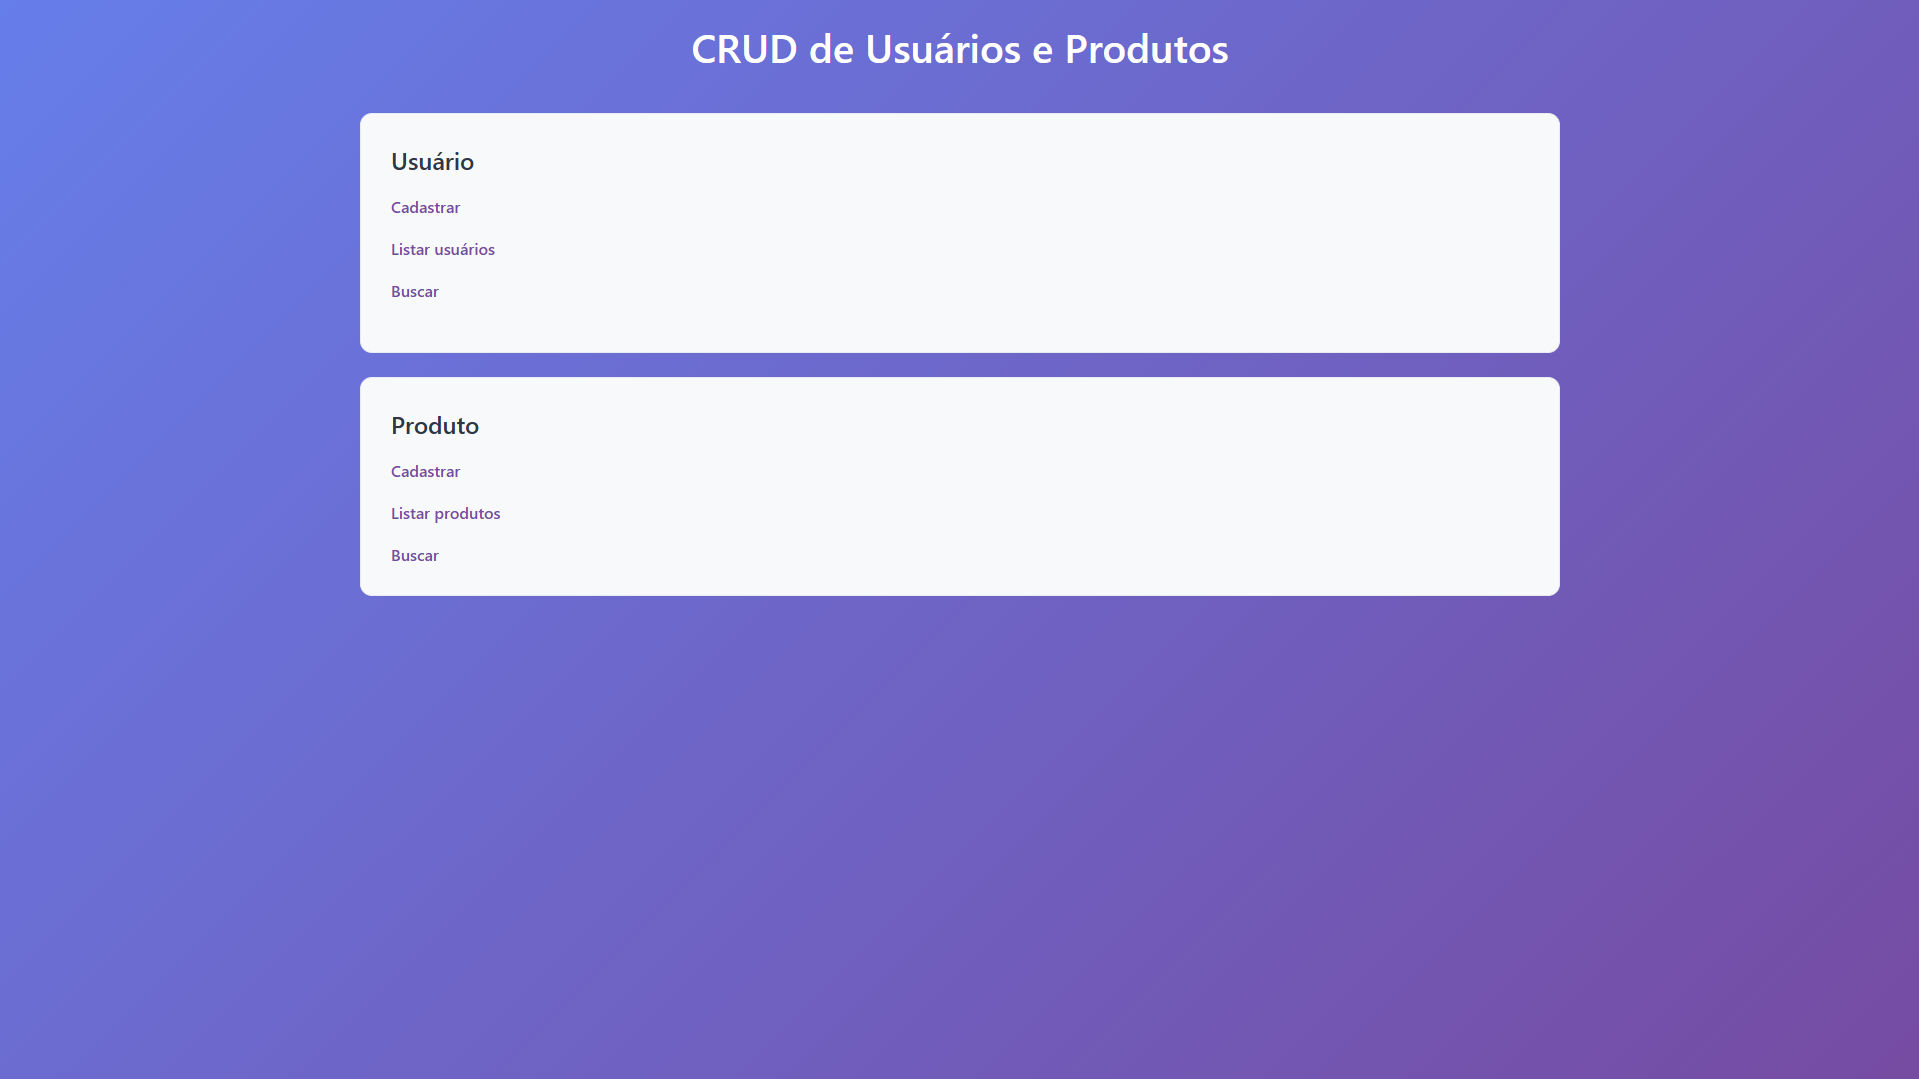 CRUD de Usuários e Produtos
Usuário
Cadastrar
Listar usuários
Buscar
Produto
Cadastrar
Listar produtos
Buscar